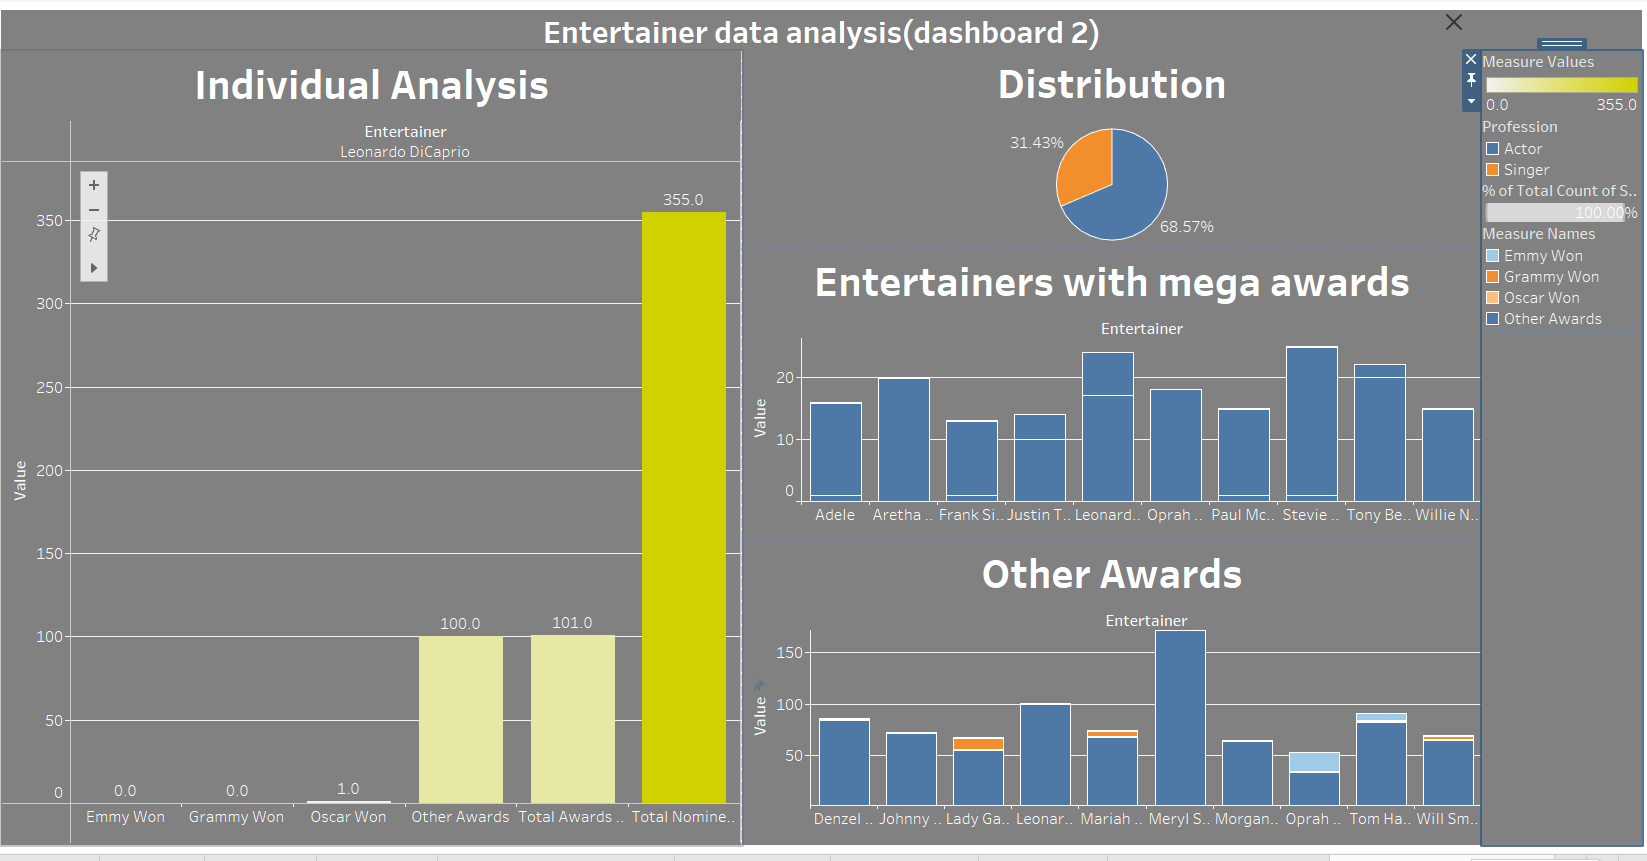 Entertainer data analysis(dashboard 2)
Individual Analysis
Entertainer
Leonardo DiCaprio
Value
350
300
250
200
150
100
50
0
0.0
0.0
1.0
100.0
101.0
355.0
Emmy Won
Grammy Won
Oscar Won
Other Awards
Total Awards ..
Total Nomine..
Distribution
31.43%
68.57%
Entertainers with mega awards
Entertainer
Value
20
10
0
Adele
Aretha ..
Frank Si..
Justin T..
Leonard..
Oprah ..
Paul Mc..
Stevie ..
Tony Be..
Willie N..
Other Awards
Entertainer
Value
150
100
50
Denzel ..
Johnny ..
Lady Ga..
Leonar..
Mariah ..
Meryl S..
Morgan..
Oprah ..
Tom Ha..
Will Sm..
Measure Values
0.0 355.0
Profession
Actor
Singer
% of Total Count of S..
100.00%
Measure Names
Emmy Won
Grammy Won
Oscar Won
Other Awards